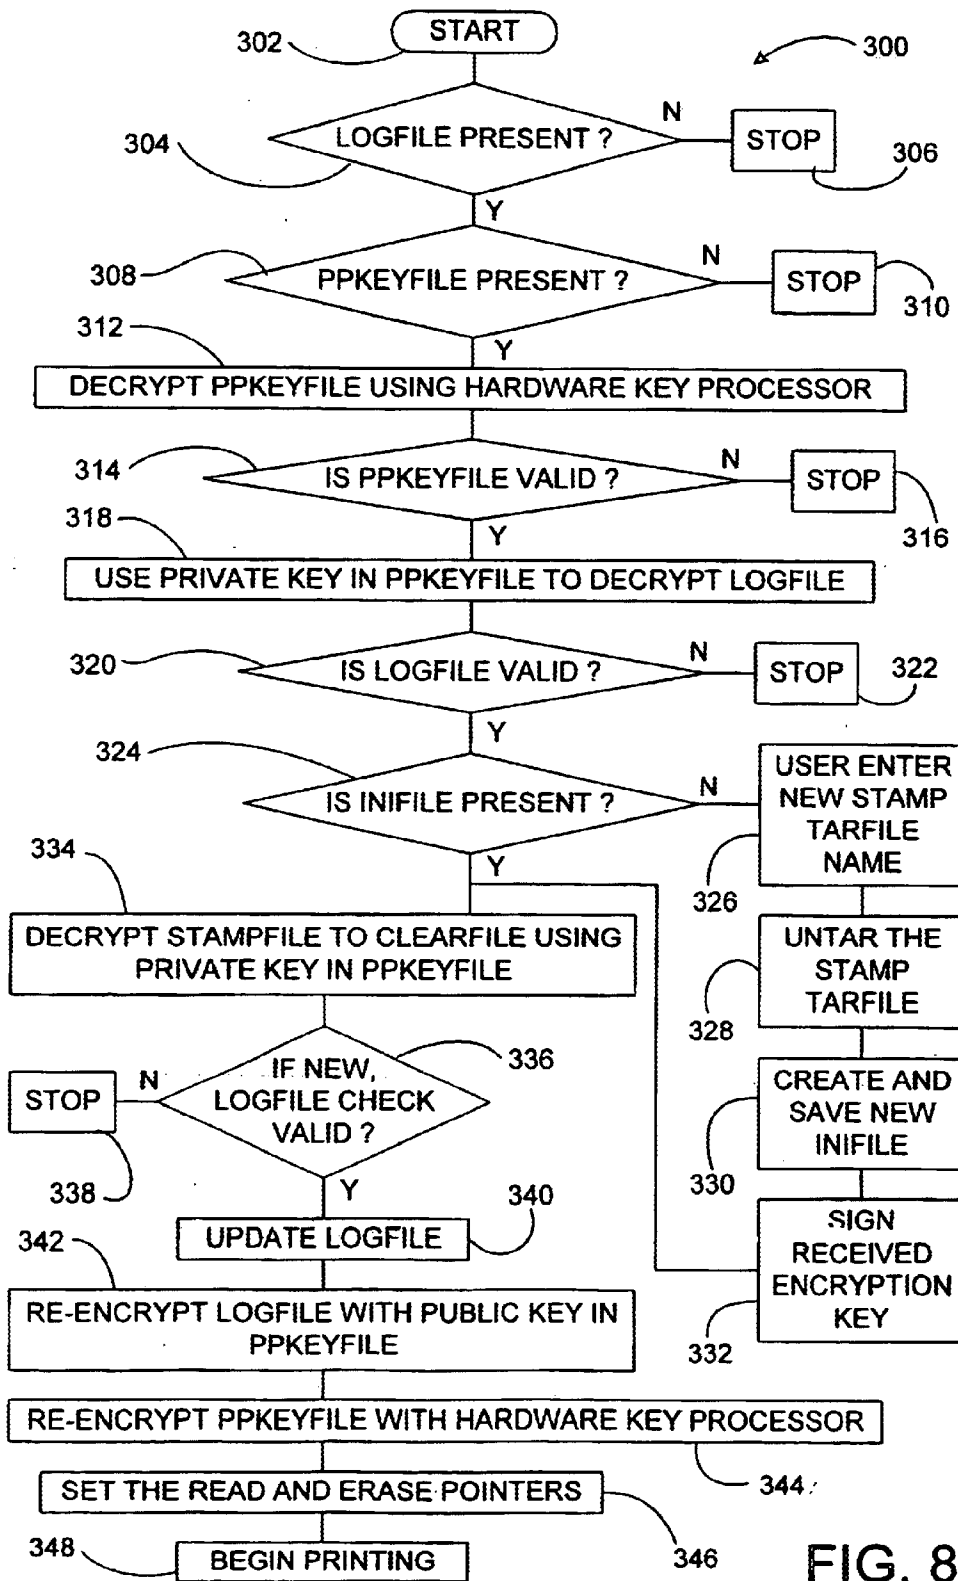 START
302
300
LOGFILE PRESENT ?
N
STOP
304
306
Y
308
PPKEYFILE PRESENT ?
N
STOP
310
312
Y
DECRYPT PPKEYFILE USING HARDWARE KEY PROCESSOR
314
IS PPKEYFILE VALID ?
N
STOP
316
318
Y
USE PRIVATE KEY IN PPKEYFILE TO DECRYPT LOGFILE
320
IS LOGFILE VALID ?
N
STOP
322
324
Y
IS INIFILE PRESENT ?
N
USER ENTER
NEW STAMP
TARFILE
NAME
326
334
Y
DECRYPT STAMPFILE TO CLEARFILE USING
PRIVATE KEY IN PPKEYFILE
UNTAR THE
STAMP
TARFILE
328
336
IF NEW,
LOGFILE CHECK
VALID ?
N
STOP
338
CREATE AND
SAVE NEW
INIFILE
330
Y
340
UPDATE LOGFILE
SIGN
RECEIVED
ENCRYPTION
KEY
332
342
RE-ENCRYPT LOGFILE WITH PUBLIC KEY IN
PPKEYFILE
RE-ENCRYPT PPKEYFILE WITH HARDWARE KEY PROCESSOR
344
SET THE READ AND ERASE POINTERS
346
348
BEGIN PRINTING
FIG. 8